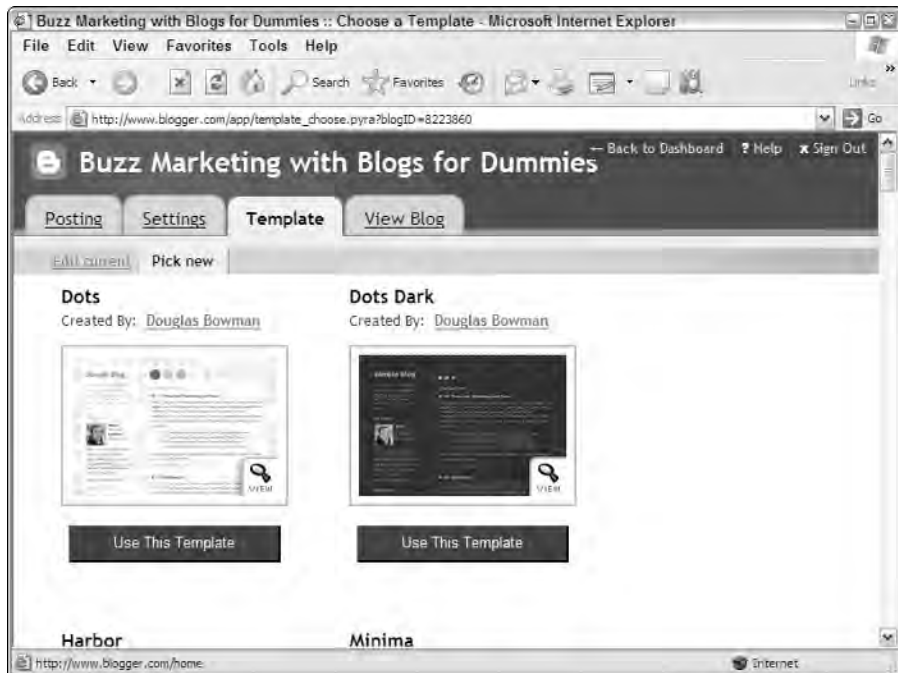 Buzz Marketing with Blogs for Dummies :: Choose a Template - Microsoft Internet Explorer
File Edit View Favorites Tools Help
Back Search Favorites Links »
Address http://www.blogger.com/app/template_choose.pyra?blogID=8223860 Go
Buzz Marketing with Blogs for Dummies
← Back to Dashboard ? Help x Sign Out
Posting Settings Template View Blog
Edit current Pick new
Dots
Created By: Douglas Bowman
VIEW
Use This Template
Dots Dark
Created By: Douglas Bowman
VIEW
Use This Template
Harbor
Minima
http://www.blogger.com/home
Internet